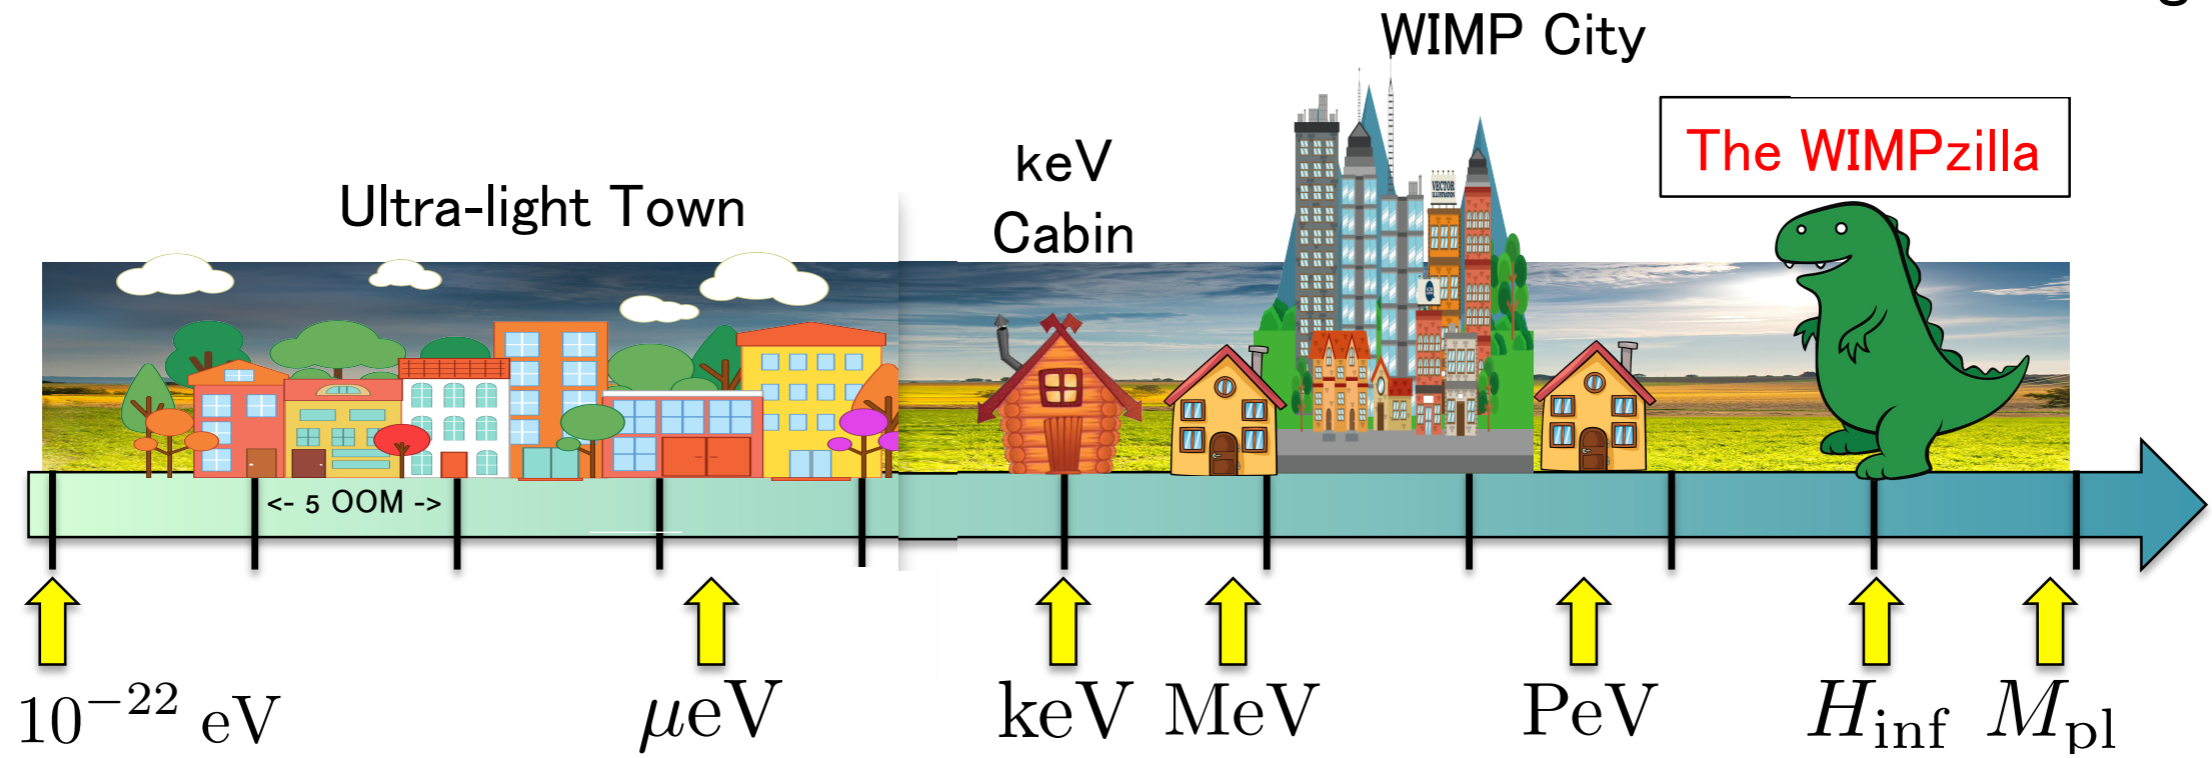 g
WIMP City
The WIMPzilla
keV
Cabin
Ultra-light Town
VECTOR
<- 5 OOM ->
10⁻²² eV
μeV
keV
MeV
PeV
H_inf
M_pl